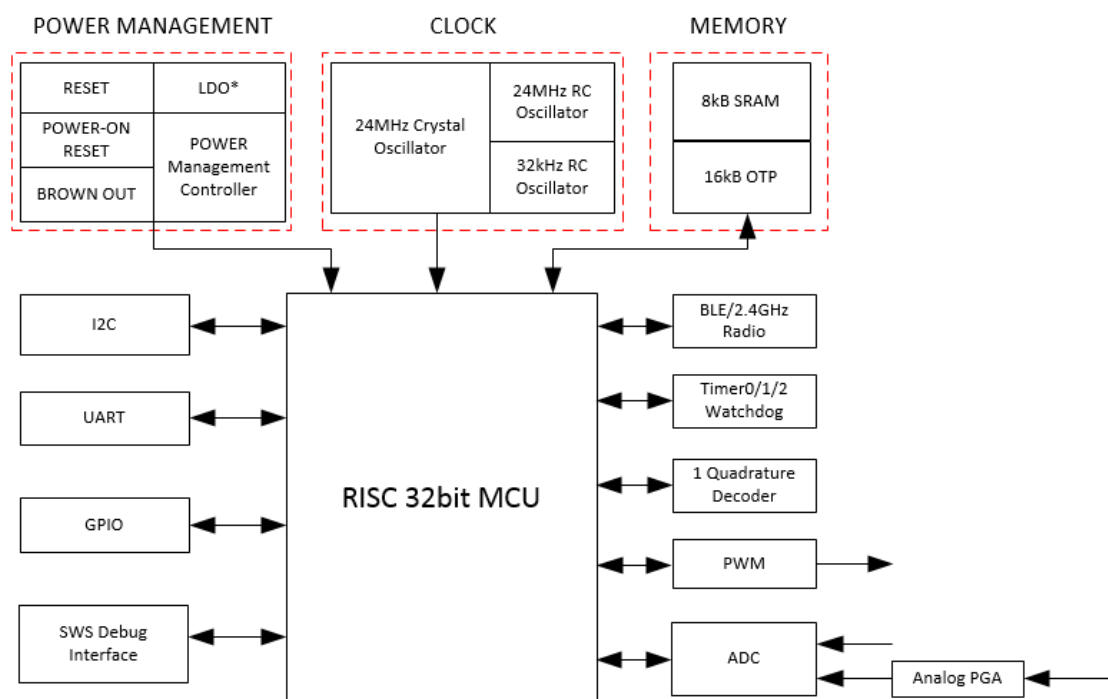 POWER MANAGEMENT
CLOCK
MEMORY
RESET
LDO*
POWER-ON
RESET
BROWN OUT
POWER
Management
Controller
24MHz Crystal
Oscillator
24MHz RC
Oscillator
32kHz RC
Oscillator
8kB SRAM
16kB OTP
I2C
UART
GPIO
SWS Debug
Interface
RISC 32bit MCU
BLE/2.4GHz
Radio
Timer0/1/2
Watchdog
1 Quadrature
Decoder
PWM
ADC
Analog PGA